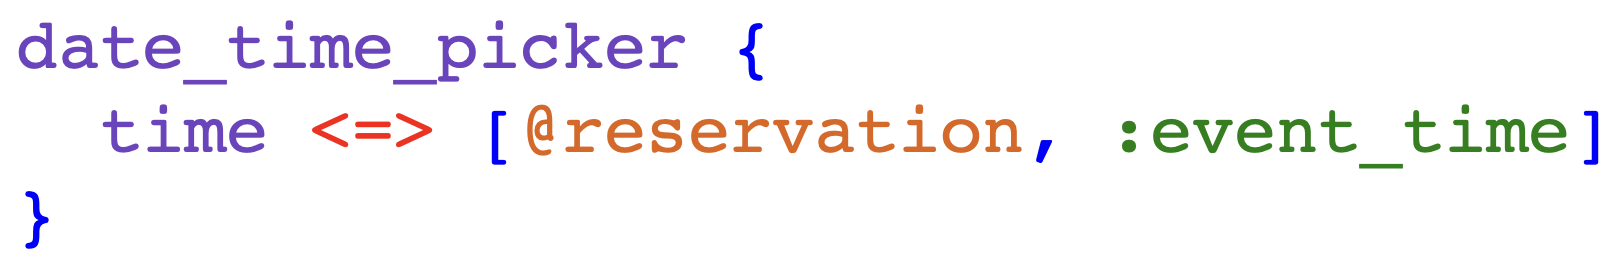 date_time_picker {
  time <=> [@reservation, :event_time]
}